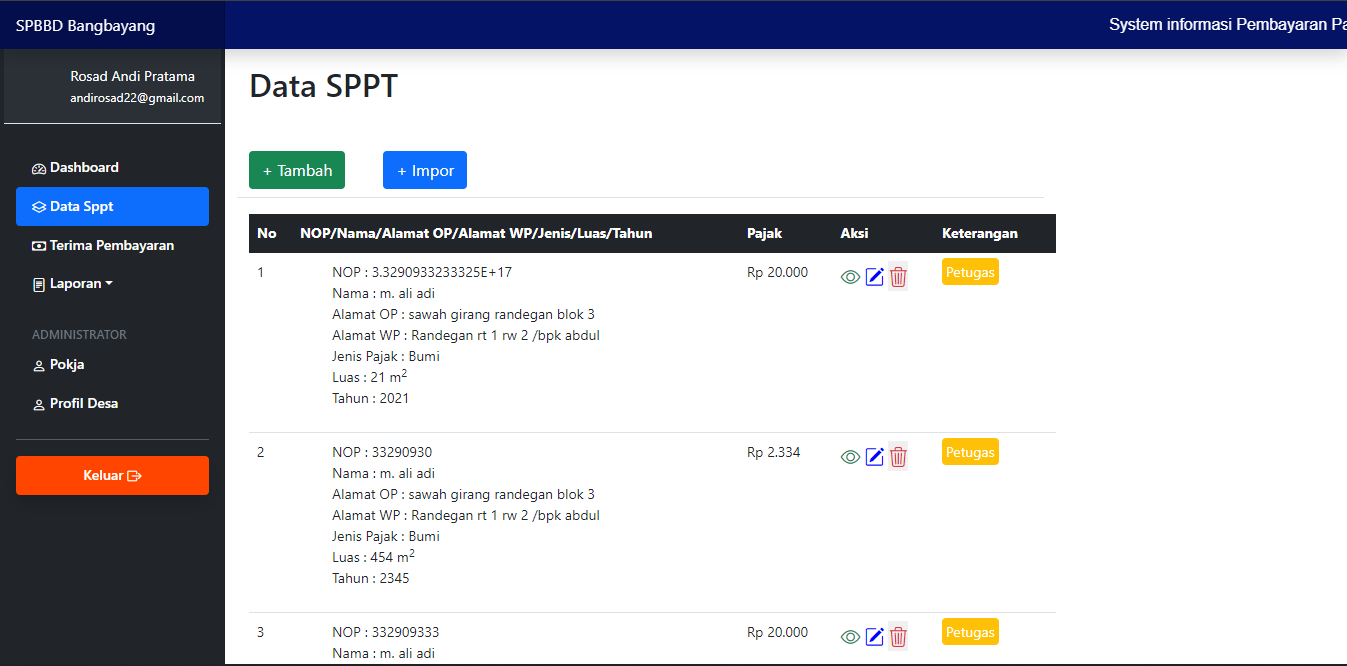 SPBBD Bangbayang
System informasi Pembayaran
Rosad Andi Pratama
andirosad22@gmail.com
Dashboard
Data Sppt
Terima Pembayaran
Laporan
ADMINISTRATOR
Pokja
Profil Desa
Keluar
Data SPPT
+ Tambah
+ Impor
No NOP/Nama/Alamat OP/Alamat WP/Jenis/Luas/Tahun Pajak Aksi Keterangan
1 NOP : 3.3290933233325E+17 Rp 20.000 Petugas
Nama : m. ali adi
Alamat OP : sawah girang randegan blok 3
Alamat WP : Randegan rt 1 rw 2 /bpk abdul
Jenis Pajak : Bumi
Luas : 21 m²
Tahun : 2021
2 NOP : 33290930 Rp 2.334 Petugas
Nama : m. ali adi
Alamat OP : sawah girang randegan blok 3
Alamat WP : Randegan rt 1 rw 2 /bpk abdul
Jenis Pajak : Bumi
Luas : 454 m²
Tahun : 2345
3 NOP : 332909333 Rp 20.000 Petugas
Nama : m. ali adi